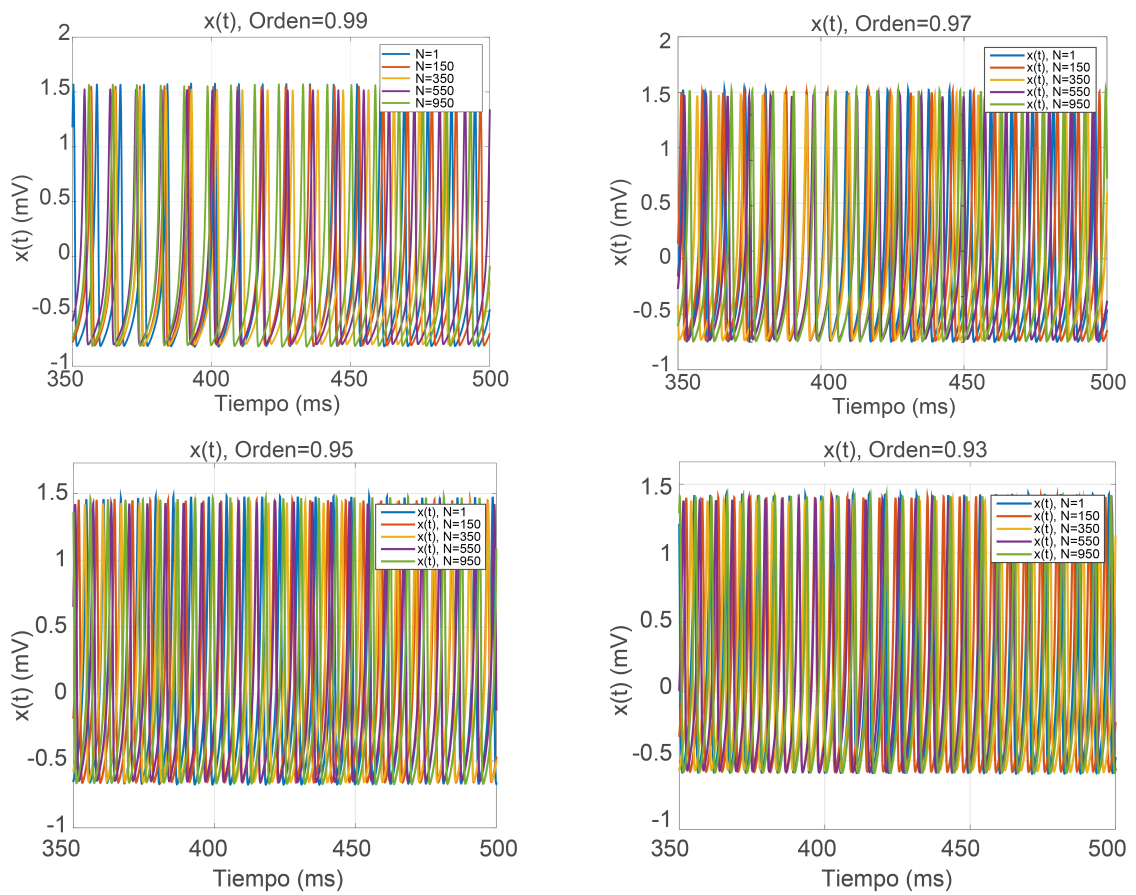 x(t), Orden=0.99
2
1.5
1
0.5
0
-0.5
-1
x(t) (mV)
N=1
N=150
N=350
N=550
N=950
350
400
450
500
Tiempo (ms)
x(t), Orden=0.97
2
1.5
1
0.5
0
-0.5
-1
x(t) (mV)
x(t), N=1
x(t), N=150
x(t), N=350
x(t), N=550
x(t), N=950
350
400
450
500
Tiempo (ms)
x(t), Orden=0.95
1.5
1
0.5
0
-0.5
-1
x(t) (mV)
x(t), N=1
x(t), N=150
x(t), N=350
x(t), N=550
x(t), N=950
350
400
450
500
Tiempo (ms)
x(t), Orden=0.93
1.5
1
0.5
0
-0.5
-1
x(t) (mV)
x(t), N=1
x(t), N=150
x(t), N=350
x(t), N=550
x(t), N=950
350
400
450
500
Tiempo (ms)